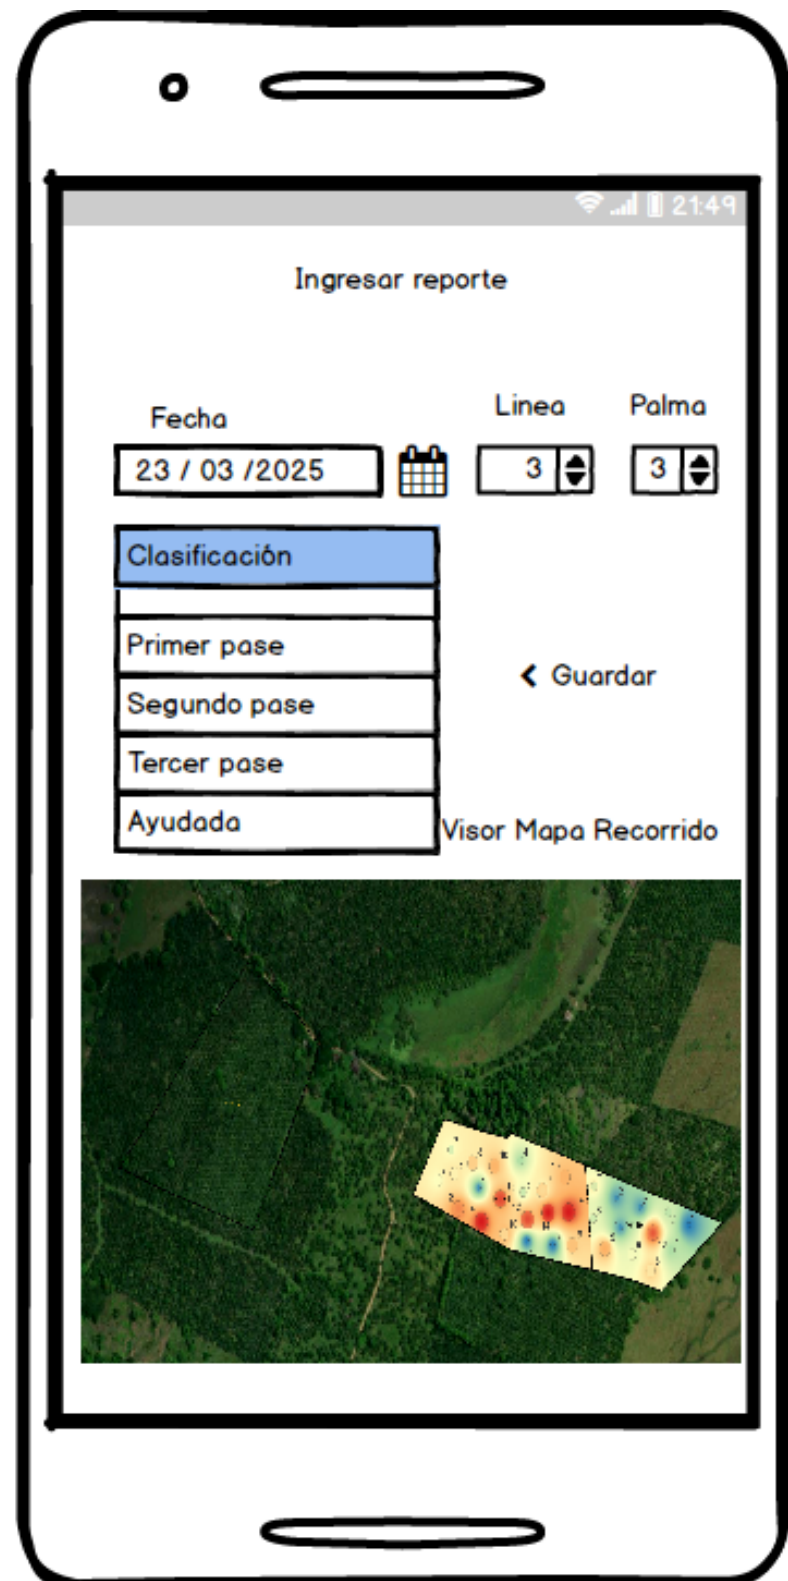 21:49
Ingresar reporte
Fecha
Linea
Palma
23 / 03 /2025
3
3
Clasificación
Primer pase
Segundo pase
Tercer pase
Ayudada
Guardar
Visor Mapa Recorrido